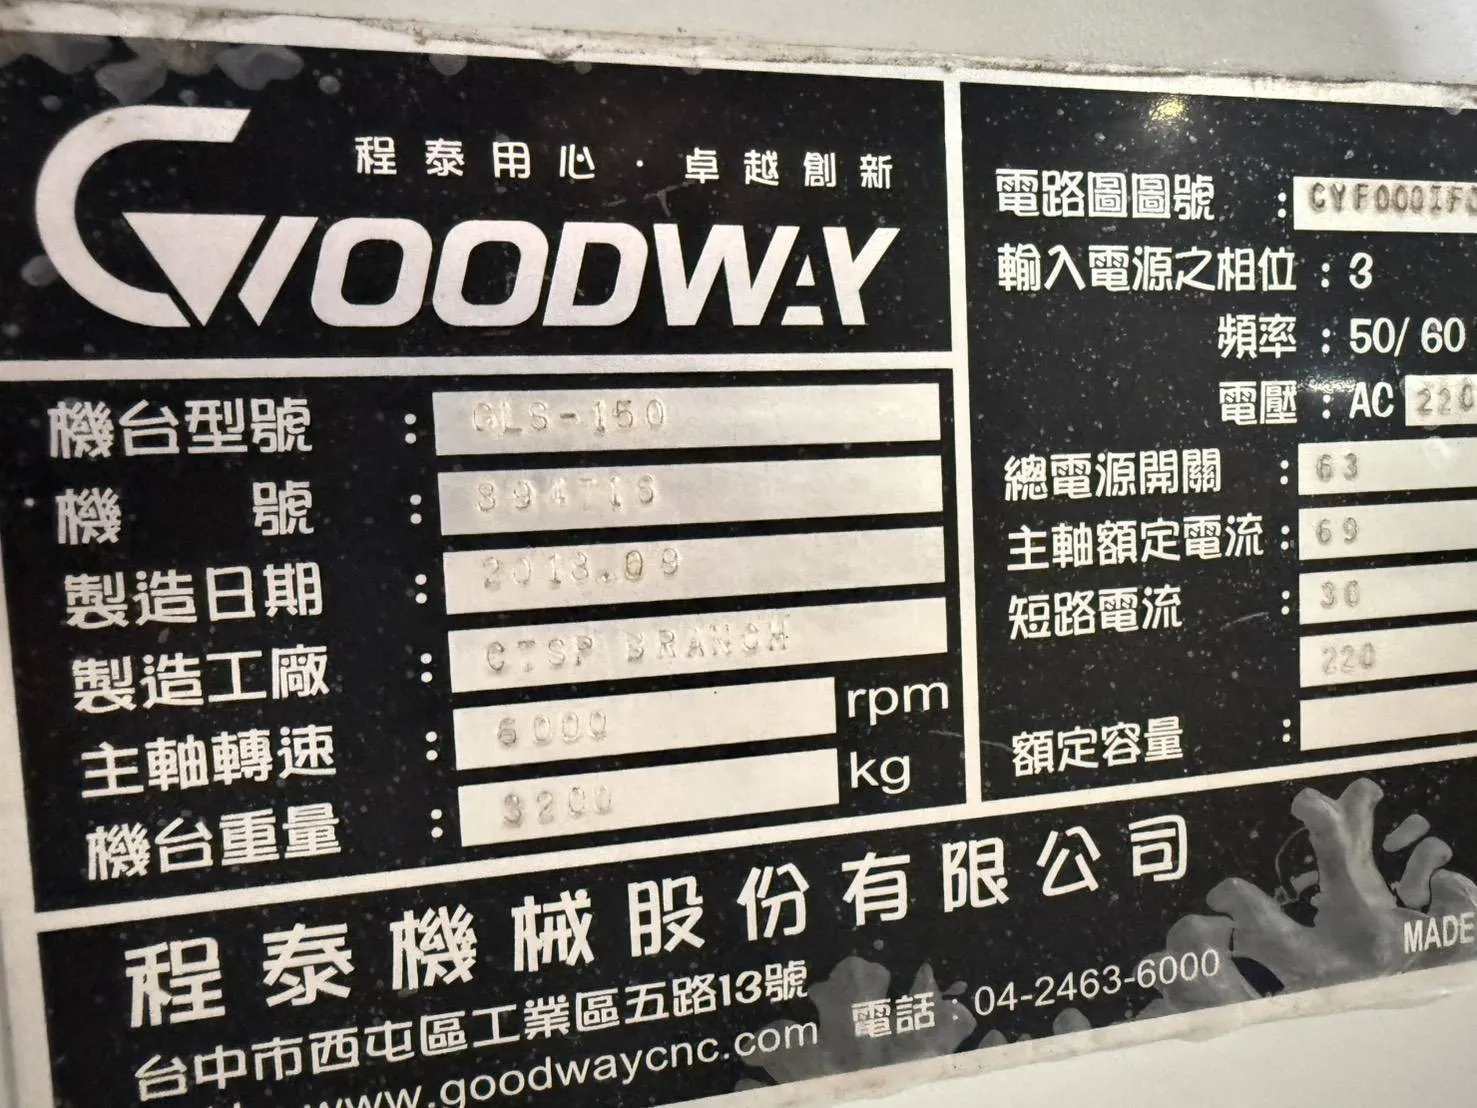 程泰用心・卓越創新
GOODWAY
機台型號 : GLS-150
機 號 : 394716
製造日期 : 2018.09
製造工廠 : CTSP BRANCH
主軸轉速 : 6000 rpm
機台重量 : 3200 kg
電路圖圖號 : CYF000IF0
輸入電源之相位 : 3
頻率 : 50/ 60
電壓 : AC 220
總電源開關 : 63
主軸額定電流 : 69
短路電流 : 30
220
額定容量 :
程泰機械股份有限公司
台中市西屯區工業區五路13號
www.goodwaycnc.com 電話 : 04-2463-6000
MADE